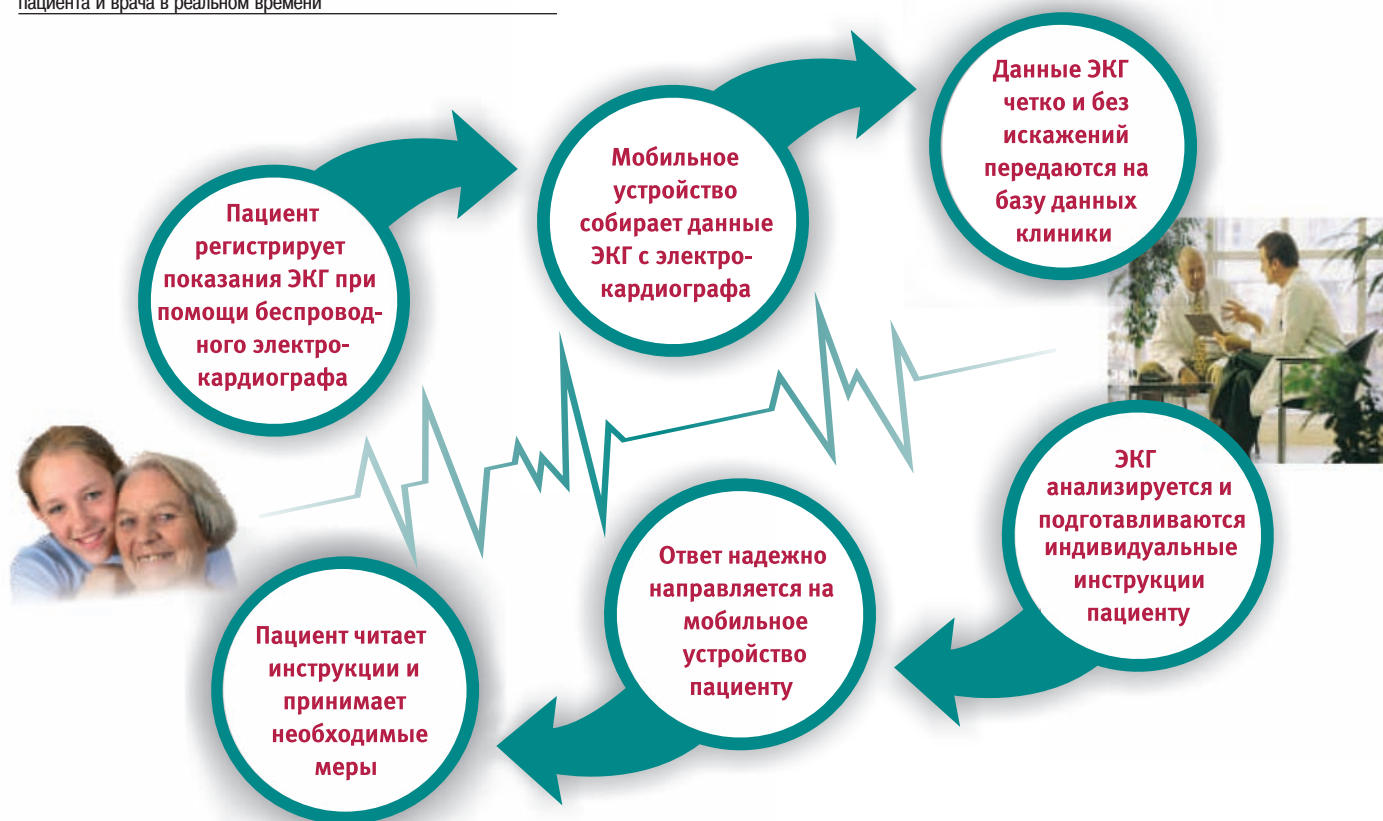 пациента и врача в реальном времени
Пациент
регистрирует
показания ЭКГ при
помощи беспровод-
ного электро-
кардиографа
Мобильное
устройство
собирает данные
ЭКГ с электро-
кардиографа
Данные ЭКГ
четко и без
искажений
передаются на
базу данных
клиники
ЭКГ
анализируется и
подготавливаются
индивидуальные
инструкции
пациенту
Ответ надежно
направляется на
мобильное
устройство
пациенту
Пациент читает
инструкции и
принимает
необходимые
меры